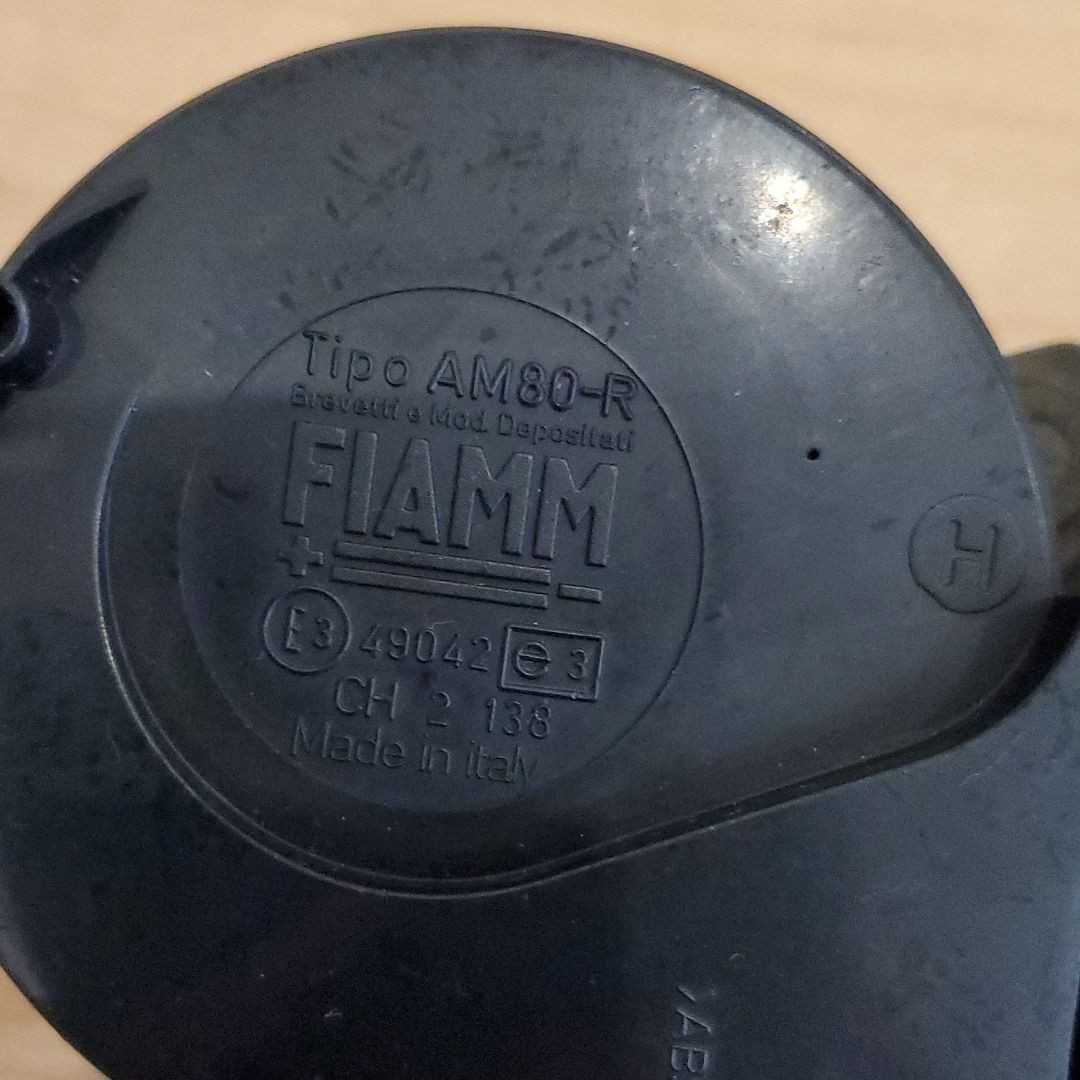 Tipo AM80-R
Brevetti e Mod. Depositati
FIAMM
+ -
E3 49042 e 3
CH 2 138
Made in italy
H